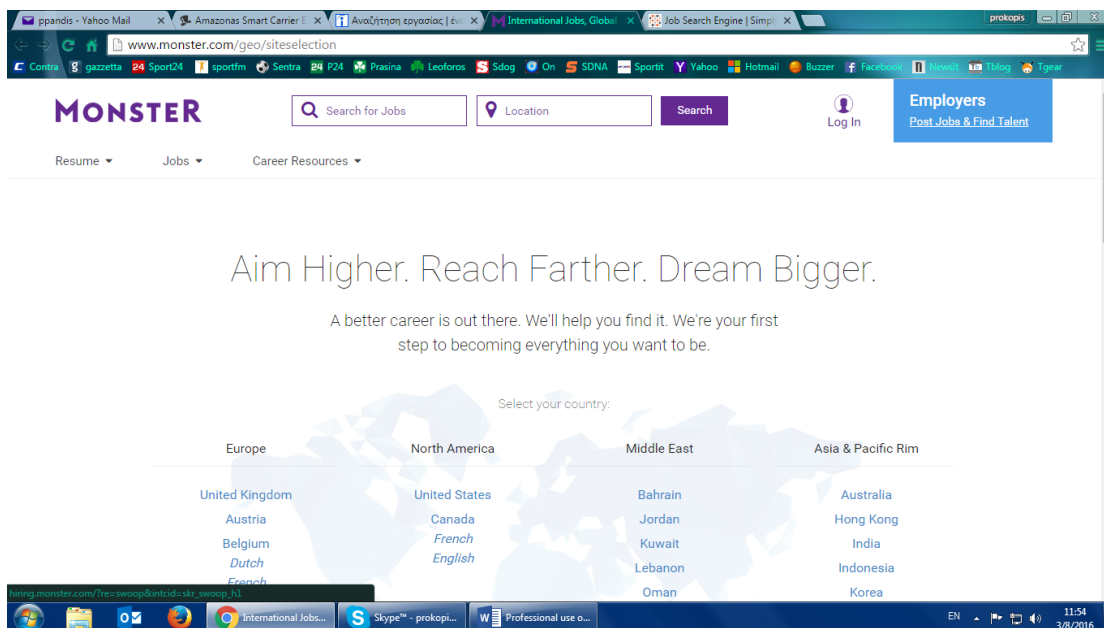 ppandis - Yahoo Mail
Amazonas Smart Carrier E
Αναζήτηση εργασίας | ένα
International Jobs, Global
Job Search Engine | Simply
prokopis
www.monster.com/geo/siteselection
Contra gazzetta Sport24 sportfm Sentra P24 Prasina Leoforos Sdog On SDNA Sportit Yahoo Hotmail Buzzer Facebook NewsIt Tblog Tgear
MONSTER
Search for Jobs
Location
Search
Log In
Employers
Post Jobs & Find Talent
Resume
Jobs
Career Resources
Aim Higher. Reach Farther. Dream Bigger.
A better career is out there. We'll help you find it. We're your first
step to becoming everything you want to be.
Select your country:
Europe North America Middle East Asia & Pacific Rim
United Kingdom United States Bahrain Australia
Austria Canada Jordan Hong Kong
Belgium French Kuwait India
Dutch English Lebanon Indonesia
French Oman Korea
hiring.monster.com/?re=swoop&intcid=skr_swoop_h1
International Jobs...
Skype™ - prokopi...
Professional use o...
EN
11:54
3/8/2016